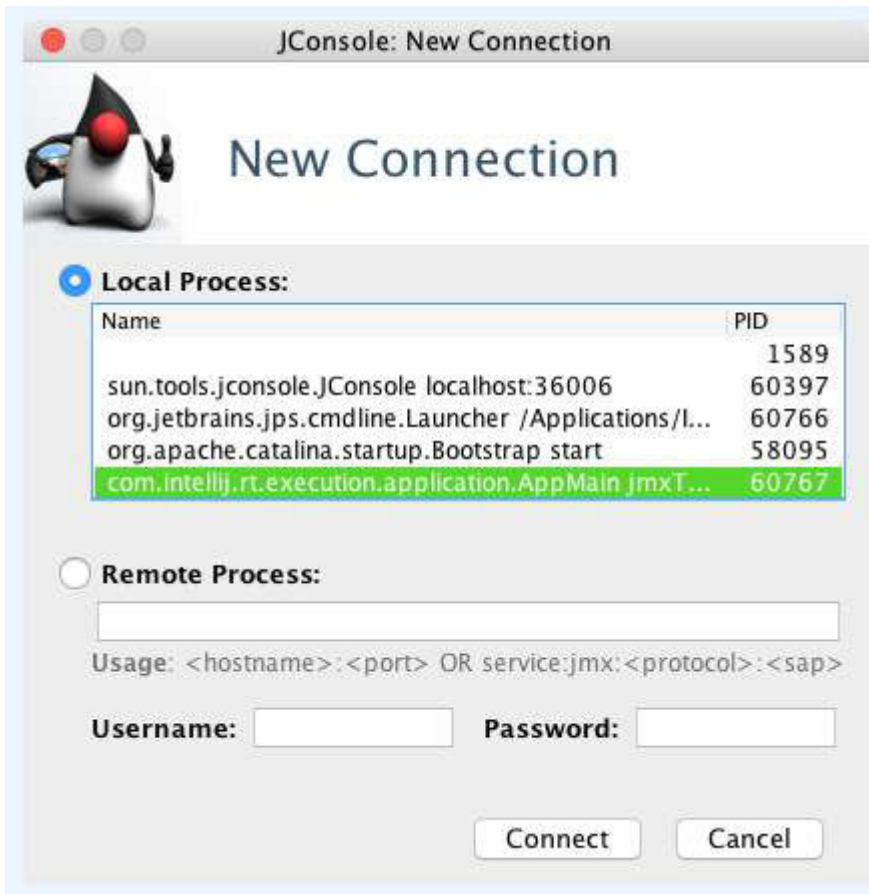 JConsole: New Connection
New Connection
Local Process:
Name PID
1589
sun.tools.jconsole.JConsole localhost:36006 60397
org.jetbrains.jps.cmdline.Launcher /Applications/I... 60766
org.apache.catalina.startup.Bootstrap start 58095
com.intellij.rt.execution.application.AppMain jmxT... 60767
Remote Process:
Usage: <hostname>:<port> OR service:jmx:<protocol>:<sap>
Username: Password:
Connect Cancel